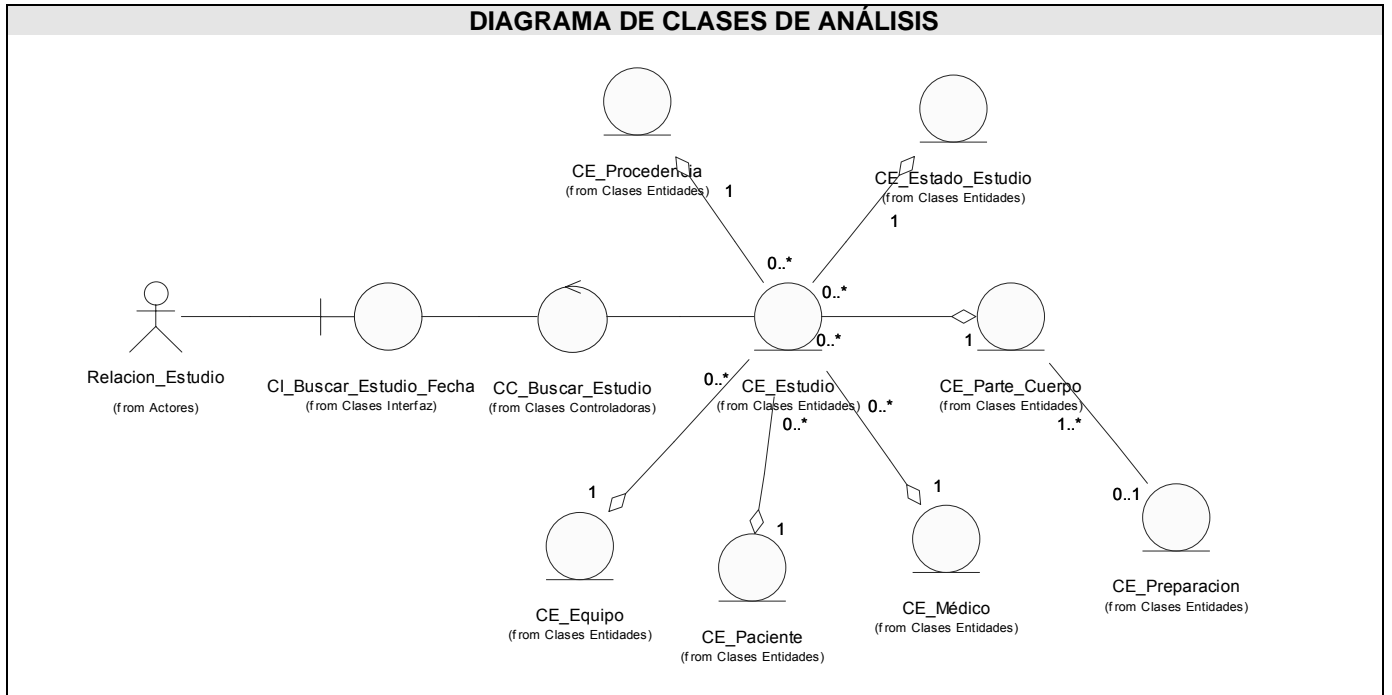 DIAGRAMA DE CLASES DE ANÁLISIS
CE_Procedencia
(from Clases Entidades)
1
CE_Estado_Estudio
(from Clases Entidades)
1
0..*
0..*
0..*
1
Relacion_Estudio
(from Actores)
CI_Buscar_Estudio_Fecha
(from Clases Interfaz)
CC_Buscar_Estudio
(from Clases Controladoras)
0..*
CE_Estudio
(from Clases Entidades)
0..*
0..*
CE_Parte_Cuerpo
(from Clases Entidades)
1..*
1
1
1
0..1
CE_Equipo
(from Clases Entidades)
CE_Paciente
(from Clases Entidades)
CE_Médico
(from Clases Entidades)
CE_Preparacion
(from Clases Entidades)